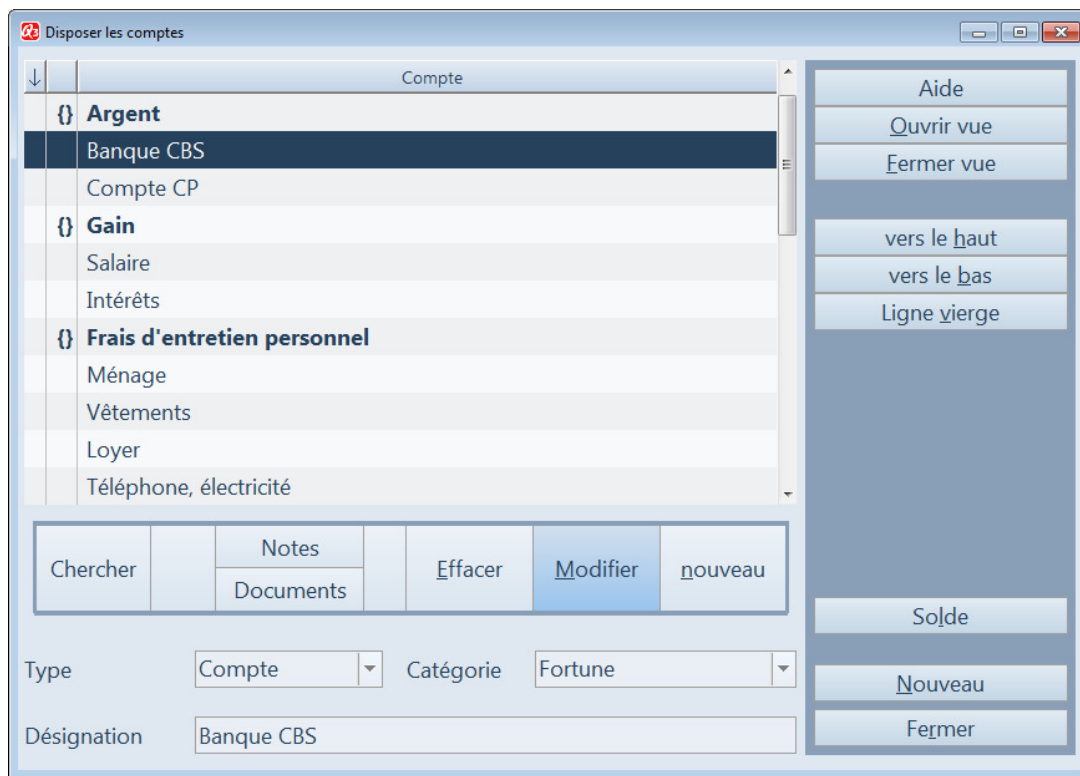 Disposer les comptes
Compte
{} Argent
Banque CBS
Compte CP
{} Gain
Salaire
Intérêts
{} Frais d'entretien personnel
Ménage
Vêtements
Loyer
Téléphone, électricité
Chercher
Notes
Documents
Effacer
Modifier
nouveau
Type
Compte
Catégorie
Fortune
Désignation
Banque CBS
Aide
Ouvrir vue
Fermer vue
vers le haut
vers le bas
Ligne vierge
Solde
Nouveau
Fermer